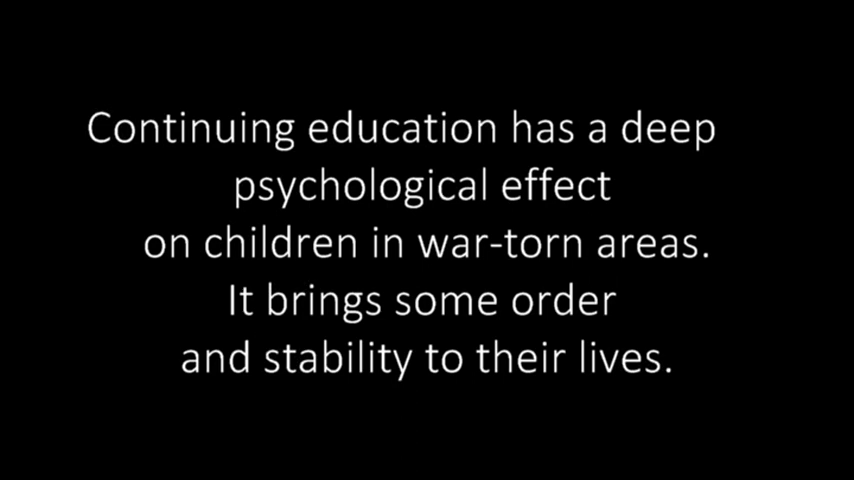 Continuing education has a deep
psychological effect
on children in war-torn areas.
It brings some order
and stability to their lives.